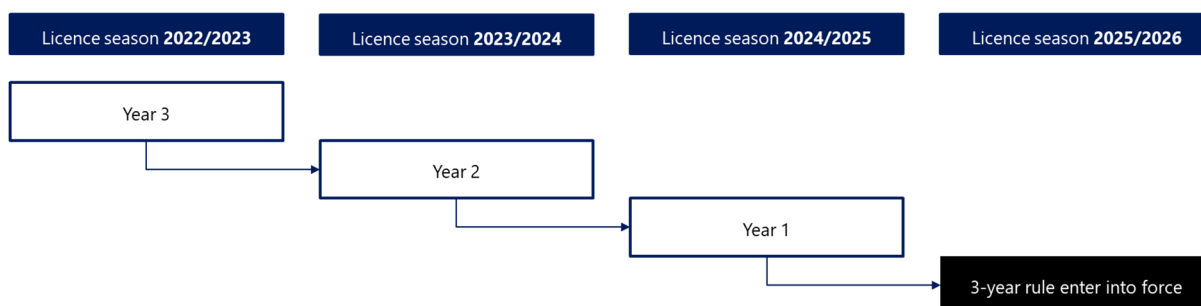 Licence season 2022/2023
Licence season 2023/2024
Licence season 2024/2025
Licence season 2025/2026
Year 3
Year 2
Year 1
3-year rule enter into force